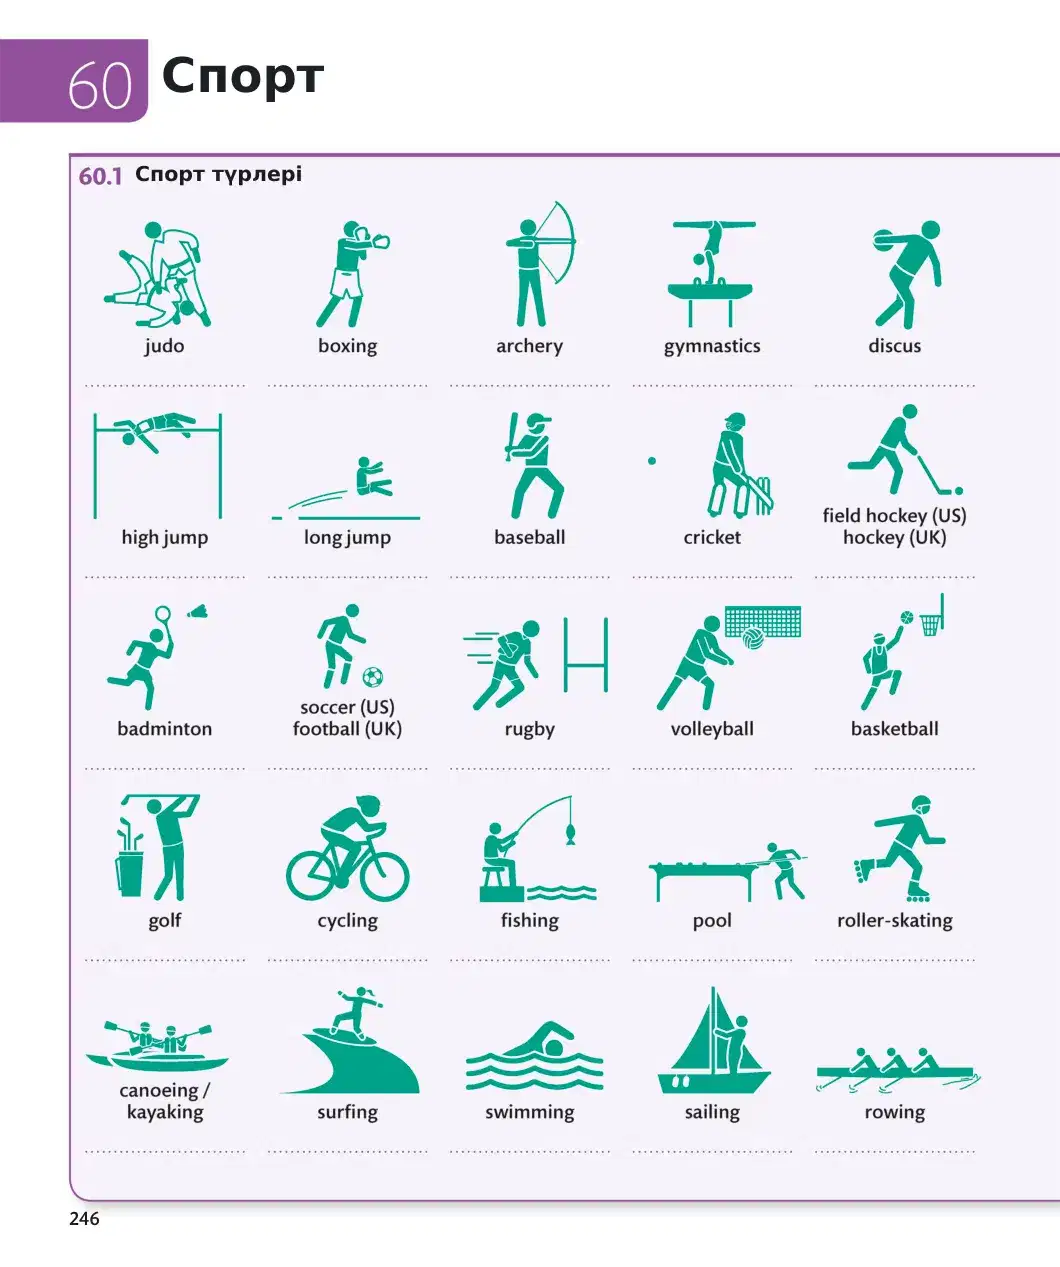 60 Спорт
60.1 Спорт түрлері
judo
boxing
archery
gymnastics
discus
high jump
long jump
baseball
cricket
field hockey (US)
hockey (UK)
badminton
soccer (US)
football (UK)
rugby
volleyball
basketball
golf
cycling
fishing
pool
roller-skating
canoeing /
kayaking
surfing
swimming
sailing
rowing
246